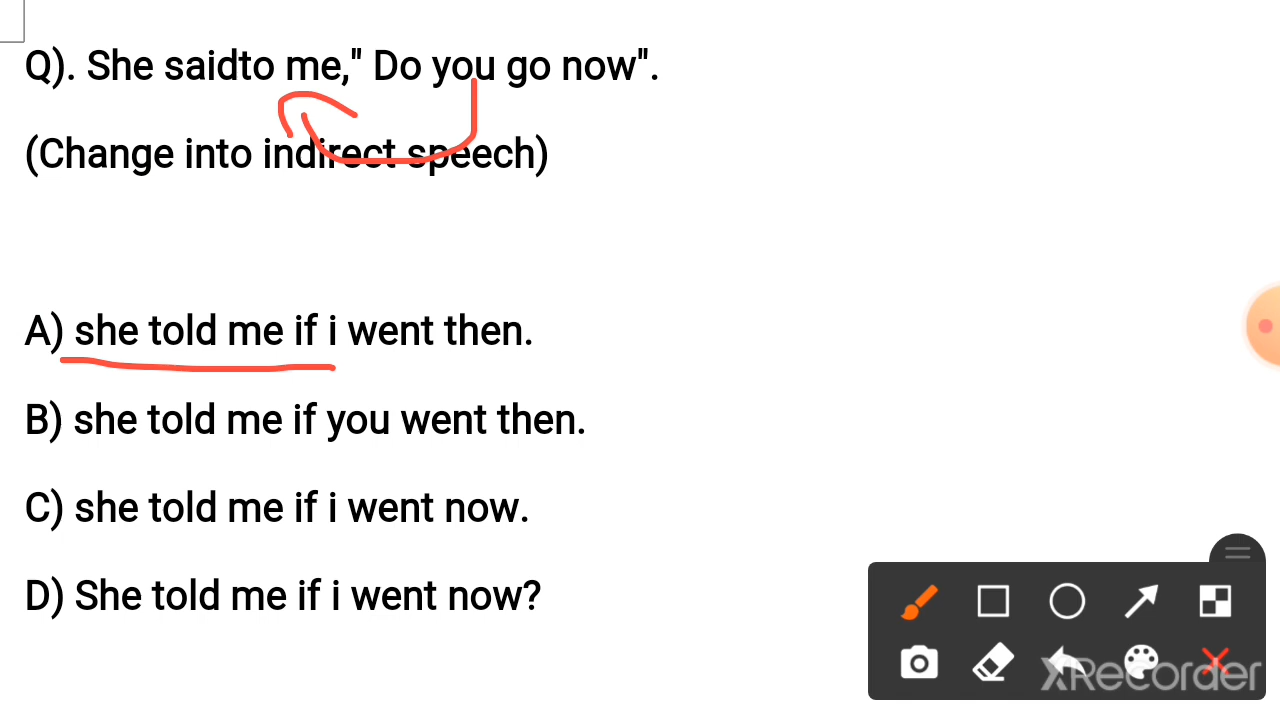 Q). She saidto me," Do you go now".
(Change into indirect speech)
A) she told me if i went then.
B) she told me if you went then.
C) she told me if i went now.
D) She told me if i went now?
XRecorder